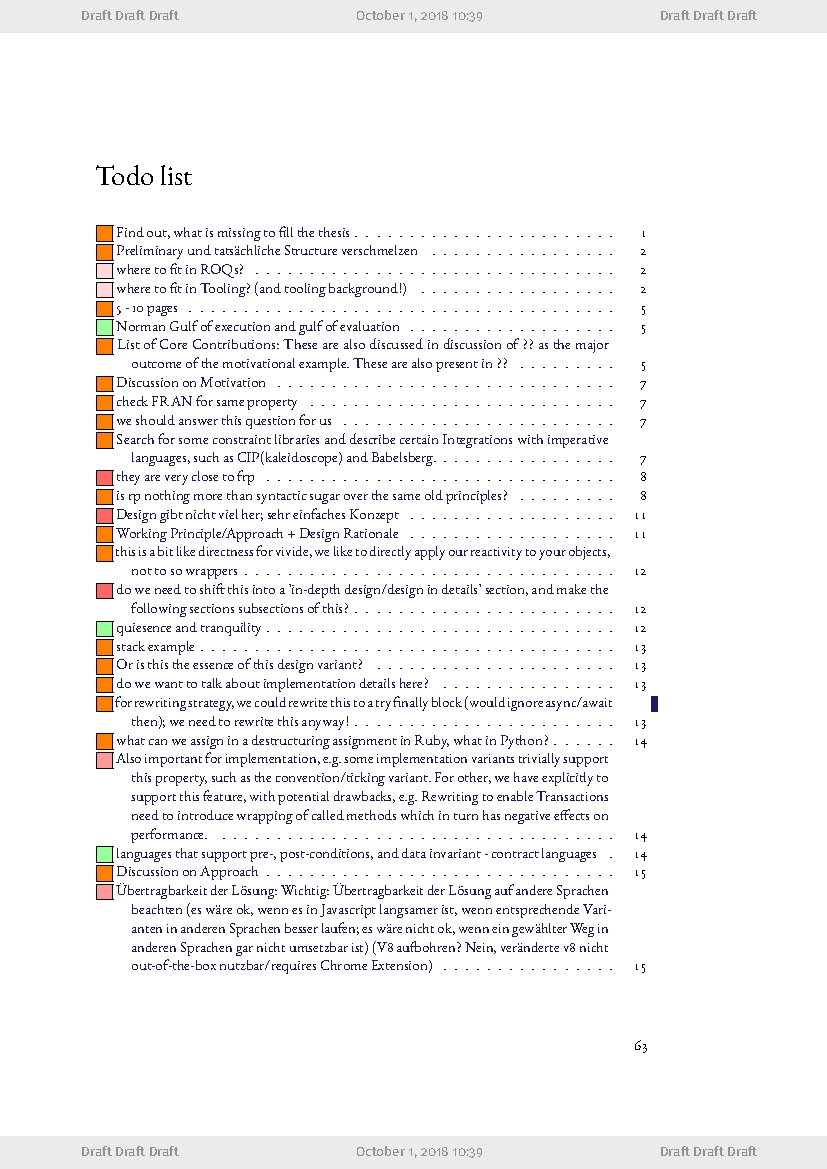 Draft Draft Draft October 1, 2018 10:39 Draft Draft Draft
Todo list
Find out, what is missing to fill the thesis . . . . . . . . . . . . . . . . . . . . . . . . 1
Preliminary und tatsächliche Structure verschmelzen . . . . . . . . . . . . . . . . . 2
where to fit in ROQs? . . . . . . . . . . . . . . . . . . . . . . . . . . . . . . . . . 2
where to fit in Tooling? (and tooling background!) . . . . . . . . . . . . . . . . . . 2
5 - 10 pages . . . . . . . . . . . . . . . . . . . . . . . . . . . . . . . . . . . . . . . 5
Norman Gulf of execution and gulf of evaluation . . . . . . . . . . . . . . . . . . . 5
List of Core Contributions: These are also discussed in discussion of ?? as the major
outcome of the motivational example. These are also present in ?? . . . . . . . . . 5
Discussion on Motivation . . . . . . . . . . . . . . . . . . . . . . . . . . . . . . . 7
check FRAN for same property . . . . . . . . . . . . . . . . . . . . . . . . . . . . 7
we should answer this question for us . . . . . . . . . . . . . . . . . . . . . . . . . 7
Search for some constraint libraries and describe certain Integrations with imperative
languages, such as CIP(kaleidoscope) and Babelsberg. . . . . . . . . . . . . . . . . 7
they are very close to frp . . . . . . . . . . . . . . . . . . . . . . . . . . . . . . . . 8
is rp nothing more than syntactic sugar over the same old principles? . . . . . . . . . 8
Design gibt nicht viel her; sehr einfaches Konzept . . . . . . . . . . . . . . . . . . . 11
Working Principle/Approach + Design Rationale . . . . . . . . . . . . . . . . . . . 11
this is a bit like directness for vivide, we like to directly apply our reactivity to your objects,
not to so wrappers . . . . . . . . . . . . . . . . . . . . . . . . . . . . . . . . . . 12
do we need to shift this into a 'in-depth design/design in details' section, and make the
following sections subsections of this? . . . . . . . . . . . . . . . . . . . . . . . . 12
quiesence and tranquility . . . . . . . . . . . . . . . . . . . . . . . . . . . . . . . . 12
stack example . . . . . . . . . . . . . . . . . . . . . . . . . . . . . . . . . . . . . . 13
Or is this the essence of this design variant? . . . . . . . . . . . . . . . . . . . . . . 13
do we want to talk about implementation details here? . . . . . . . . . . . . . . . . 13
for rewriting strategy, we could rewrite this to a try finally block (would ignore async/await
then); we need to rewrite this anyway! . . . . . . . . . . . . . . . . . . . . . . . . 13
what can we assign in a destructuring assignment in Ruby, what in Python? . . . . . . 14
Also important for implementation, e.g. some implementation variants trivially support
this property, such as the convention/ticking variant. For other, we have explicitly to
support this feature, with potential drawbacks, e.g. Rewriting to enable Transactions
need to introduce wrapping of called methods which in turn has negative effects on
performance. . . . . . . . . . . . . . . . . . . . . . . . . . . . . . . . . . . . . 14
languages that support pre-, post-conditions, and data invariant - contract languages . 14
Discussion on Approach . . . . . . . . . . . . . . . . . . . . . . . . . . . . . . . . 15
Übertragbarkeit der Lösung: Wichtig: Übertragbarkeit der Lösung auf andere Sprachen
beachten (es wäre ok, wenn es in Javascript langsamer ist, wenn entsprechende Vari-
anten in anderen Sprachen besser laufen; es wäre nicht ok, wenn ein gewählter Weg in
anderen Sprachen gar nicht umsetzbar ist) (V8 aufbohren? Nein, veränderte v8 nicht
out-of-the-box nutzbar/requires Chrome Extension) . . . . . . . . . . . . . . . . 15
63
Draft Draft Draft October 1, 2018 10:39 Draft Draft Draft